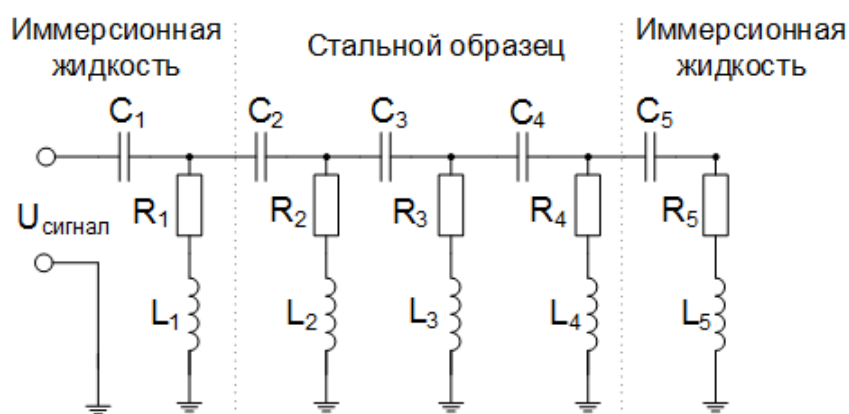 Иммерсионная
жидкость
Стальной образец
Иммерсионная
жидкость
C₁ C₂ C₃ C₄ C₅
R₁ R₂ R₃ R₄ R₅
Uсигнал
L₁ L₂ L₃ L₄ L₅